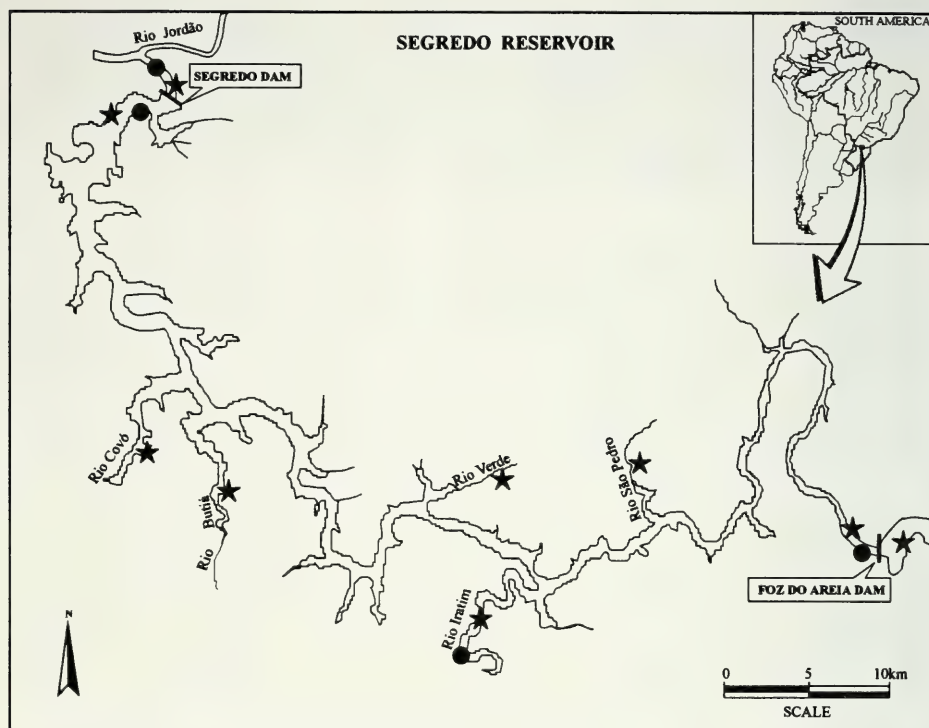 Rio Jordão
SEGREDO RESERVOIR
SOUTH AMERICA
SEGREDO DAM
Rio Covó
Rio Butiá
Rio Verde
Rio São Pedro
Rio Iratim
FOZ DO AREIA DAM
N
0 5 10km
SCALE